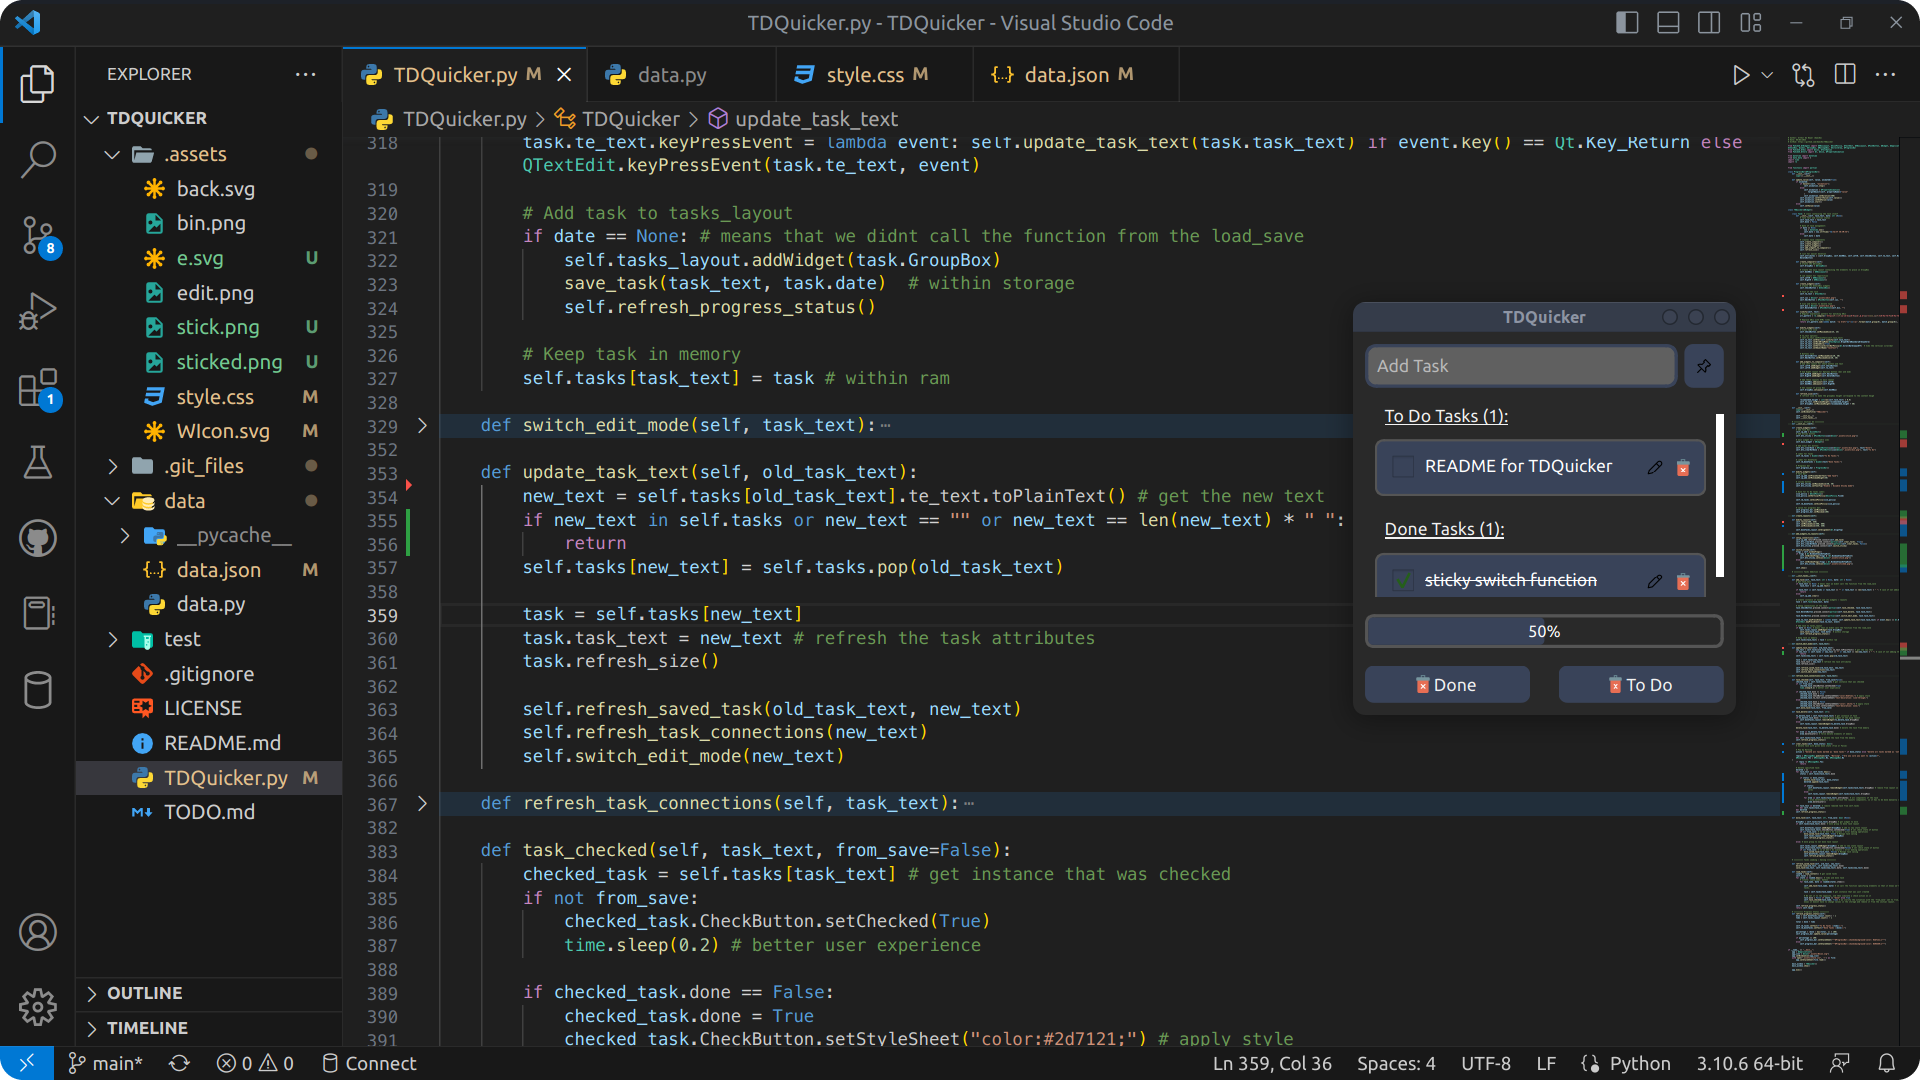 TDQuicker.py - TDQuicker - Visual Studio Code
EXPLORER
TDQUICKER
.assets
back.svg
bin.png
e.svg U
edit.png
stick.png U
sticked.png U
style.css M
WIcon.svg M
.git_files
data
__pycache__
data.json M
data.py
test
.gitignore
LICENSE
README.md
TDQuicker.py M
TODO.md
OUTLINE
TIMELINE
8
1
TDQuicker.py M
data.py
style.css M
data.json M
TDQuicker.py > TDQuicker > update_task_text
318 task.te_text.keyPressEvent = lambda event: self.update_task_text(task.task_text) if event.key() == Qt.Key_Return else
QTextEdit.keyPressEvent(task.te_text, event)
319
320 # Add task to tasks_layout
321 if date == None: # means that we didnt call the function from the load_save
322 self.tasks_layout.addWidget(task.GroupBox)
323 save_task(task_text, task.date)  # within storage
324 self.refresh_progress_status()
325
326 # Keep task in memory
327 self.tasks[task_text] = task # within ram
328
329 def switch_edit_mode(self, task_text):⋯
352
353 def update_task_text(self, old_task_text):
354 new_text = self.tasks[old_task_text].te_text.toPlainText() # get the new text
355 if new_text in self.tasks or new_text == "" or new_text == len(new_text) * " ":
356 return
357 self.tasks[new_text] = self.tasks.pop(old_task_text)
358
359 task = self.tasks[new_text]
360 task.task_text = new_text # refresh the task attributes
361 task.refresh_size()
362
363 self.refresh_saved_task(old_task_text, new_text)
364 self.refresh_task_connections(new_text)
365 self.switch_edit_mode(new_text)
366
367 def refresh_task_connections(self, task_text):⋯
382
383 def task_checked(self, task_text, from_save=False):
384 checked_task = self.tasks[task_text] # get instance that was checked
385 if not from_save:
386 checked_task.CheckButton.setChecked(True)
387 time.sleep(0.2) # better user experience
388
389 if checked_task.done == False:
390 checked_task.done = True
391 checked_task.CheckButton.setStyleSheet("color:#2d7121;") # apply style
TDQuicker
Add Task
To Do Tasks (1):
README for TDQuicker
Done Tasks (1):
sticky switch function
50%
Done
To Do
main*
0
0
Connect
Ln 359, Col 36
Spaces: 4
UTF-8
LF
Python
3.10.6 64-bit